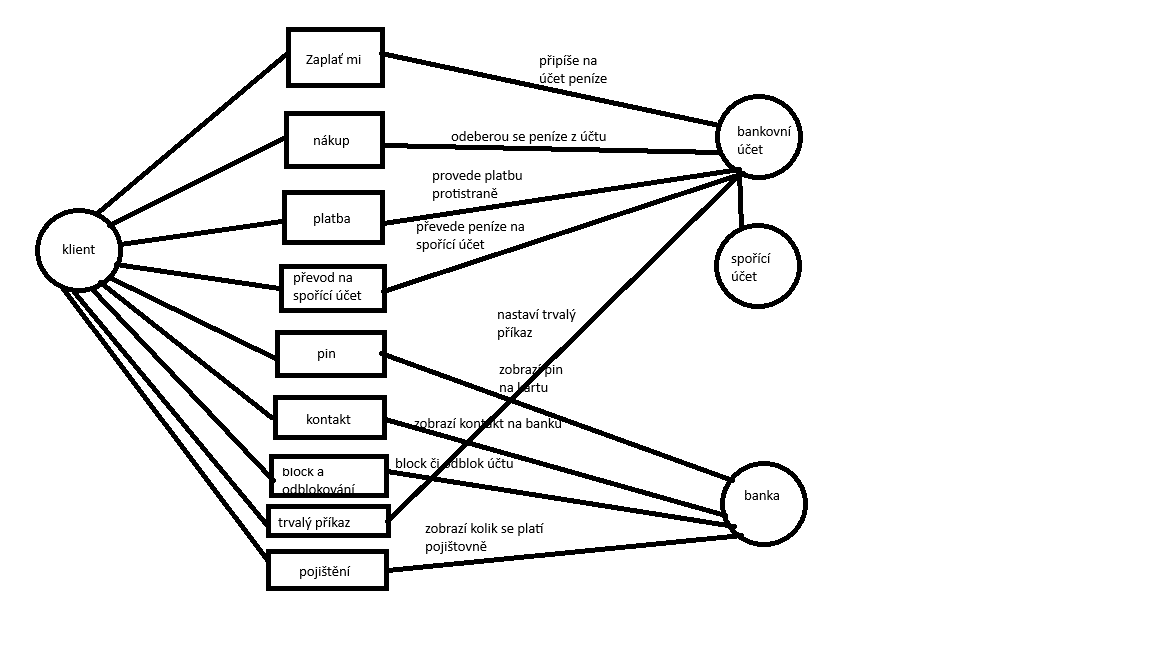 Zaplať mi
připíše na
účet peníze
nákup
odeberou se peníze z účtu
bankovní
účet
provede platbu
protistraně
platba
převede peníze na
spořící účet
klient
spořící
účet
převod na
spořící účet
nastaví trvalý
příkaz
pin
zobrazí pin
na kartu
kontakt
zobrazí kontakt na banku
block a
odblokování
block či odblok účtu
banka
trvalý příkaz
zobrazí kolik se platí
pojištovně
pojištění